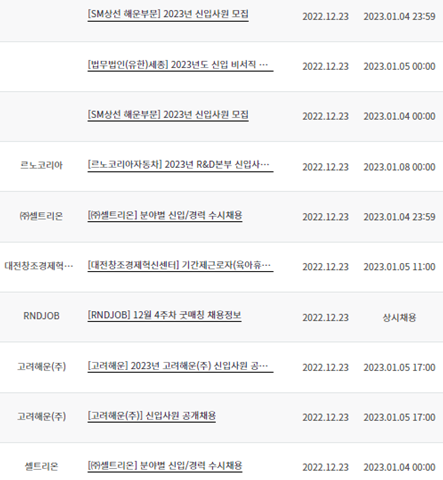 [SM상선 해운부문] 2023년 신입사원 모집 2022.12.23 2023.01.04 23:59
[법무법인(유한)세종] 2023년도 신입 비서직 ··· 2022.12.23 2023.01.05 00:00
[SM상선 해운부문] 2023년 신입사원 모집 2022.12.23 2023.01.04 00:00
르노코리아 [르노코리아자동차] 2023년 R&D본부 신입사··· 2022.12.23 2023.01.08 00:00
㈜셀트리온 [㈜셀트리온] 분야별 신입/경력 수시채용 2022.12.23 2023.01.04 23:59
대전창조경제혁··· [대전창조경제혁신센터] 기간제근로자(육아휴··· 2022.12.23 2023.01.05 11:00
RNDJOB [RNDJOB] 12월 4주차 굿매칭 채용정보 2022.12.23 상시채용
고려해운(주) [고려해운] 2023년 고려해운(주) 신입사원 공··· 2022.12.23 2023.01.05 17:00
고려해운(주) [고려해운(주)] 신입사원 공개채용 2022.12.23 2023.01.05 17:00
셀트리온 [㈜셀트리온] 분야별 신입/경력 수시채용 2022.12.23 2023.01.04 00:00